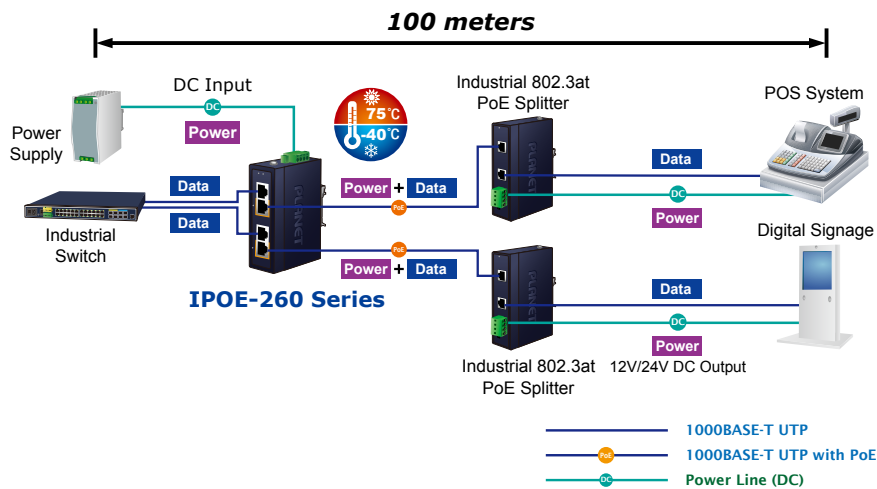 100 meters
DC Input
DC
Power
Power
Supply
75°C
-40°C
Industrial 802.3at
PoE Splitter
POS System
Data
Data
Industrial
Switch
PLANET
IPOE-260 Series
Power + Data
PoE
PoE
Power + Data
PLANET
Data
DC
Power
Digital Signage
PLANET
Data
DC
Power
12V/24V DC Output
Industrial 802.3at
PoE Splitter
1000BASE-T UTP
PoE
1000BASE-T UTP with PoE
DC
Power Line (DC)